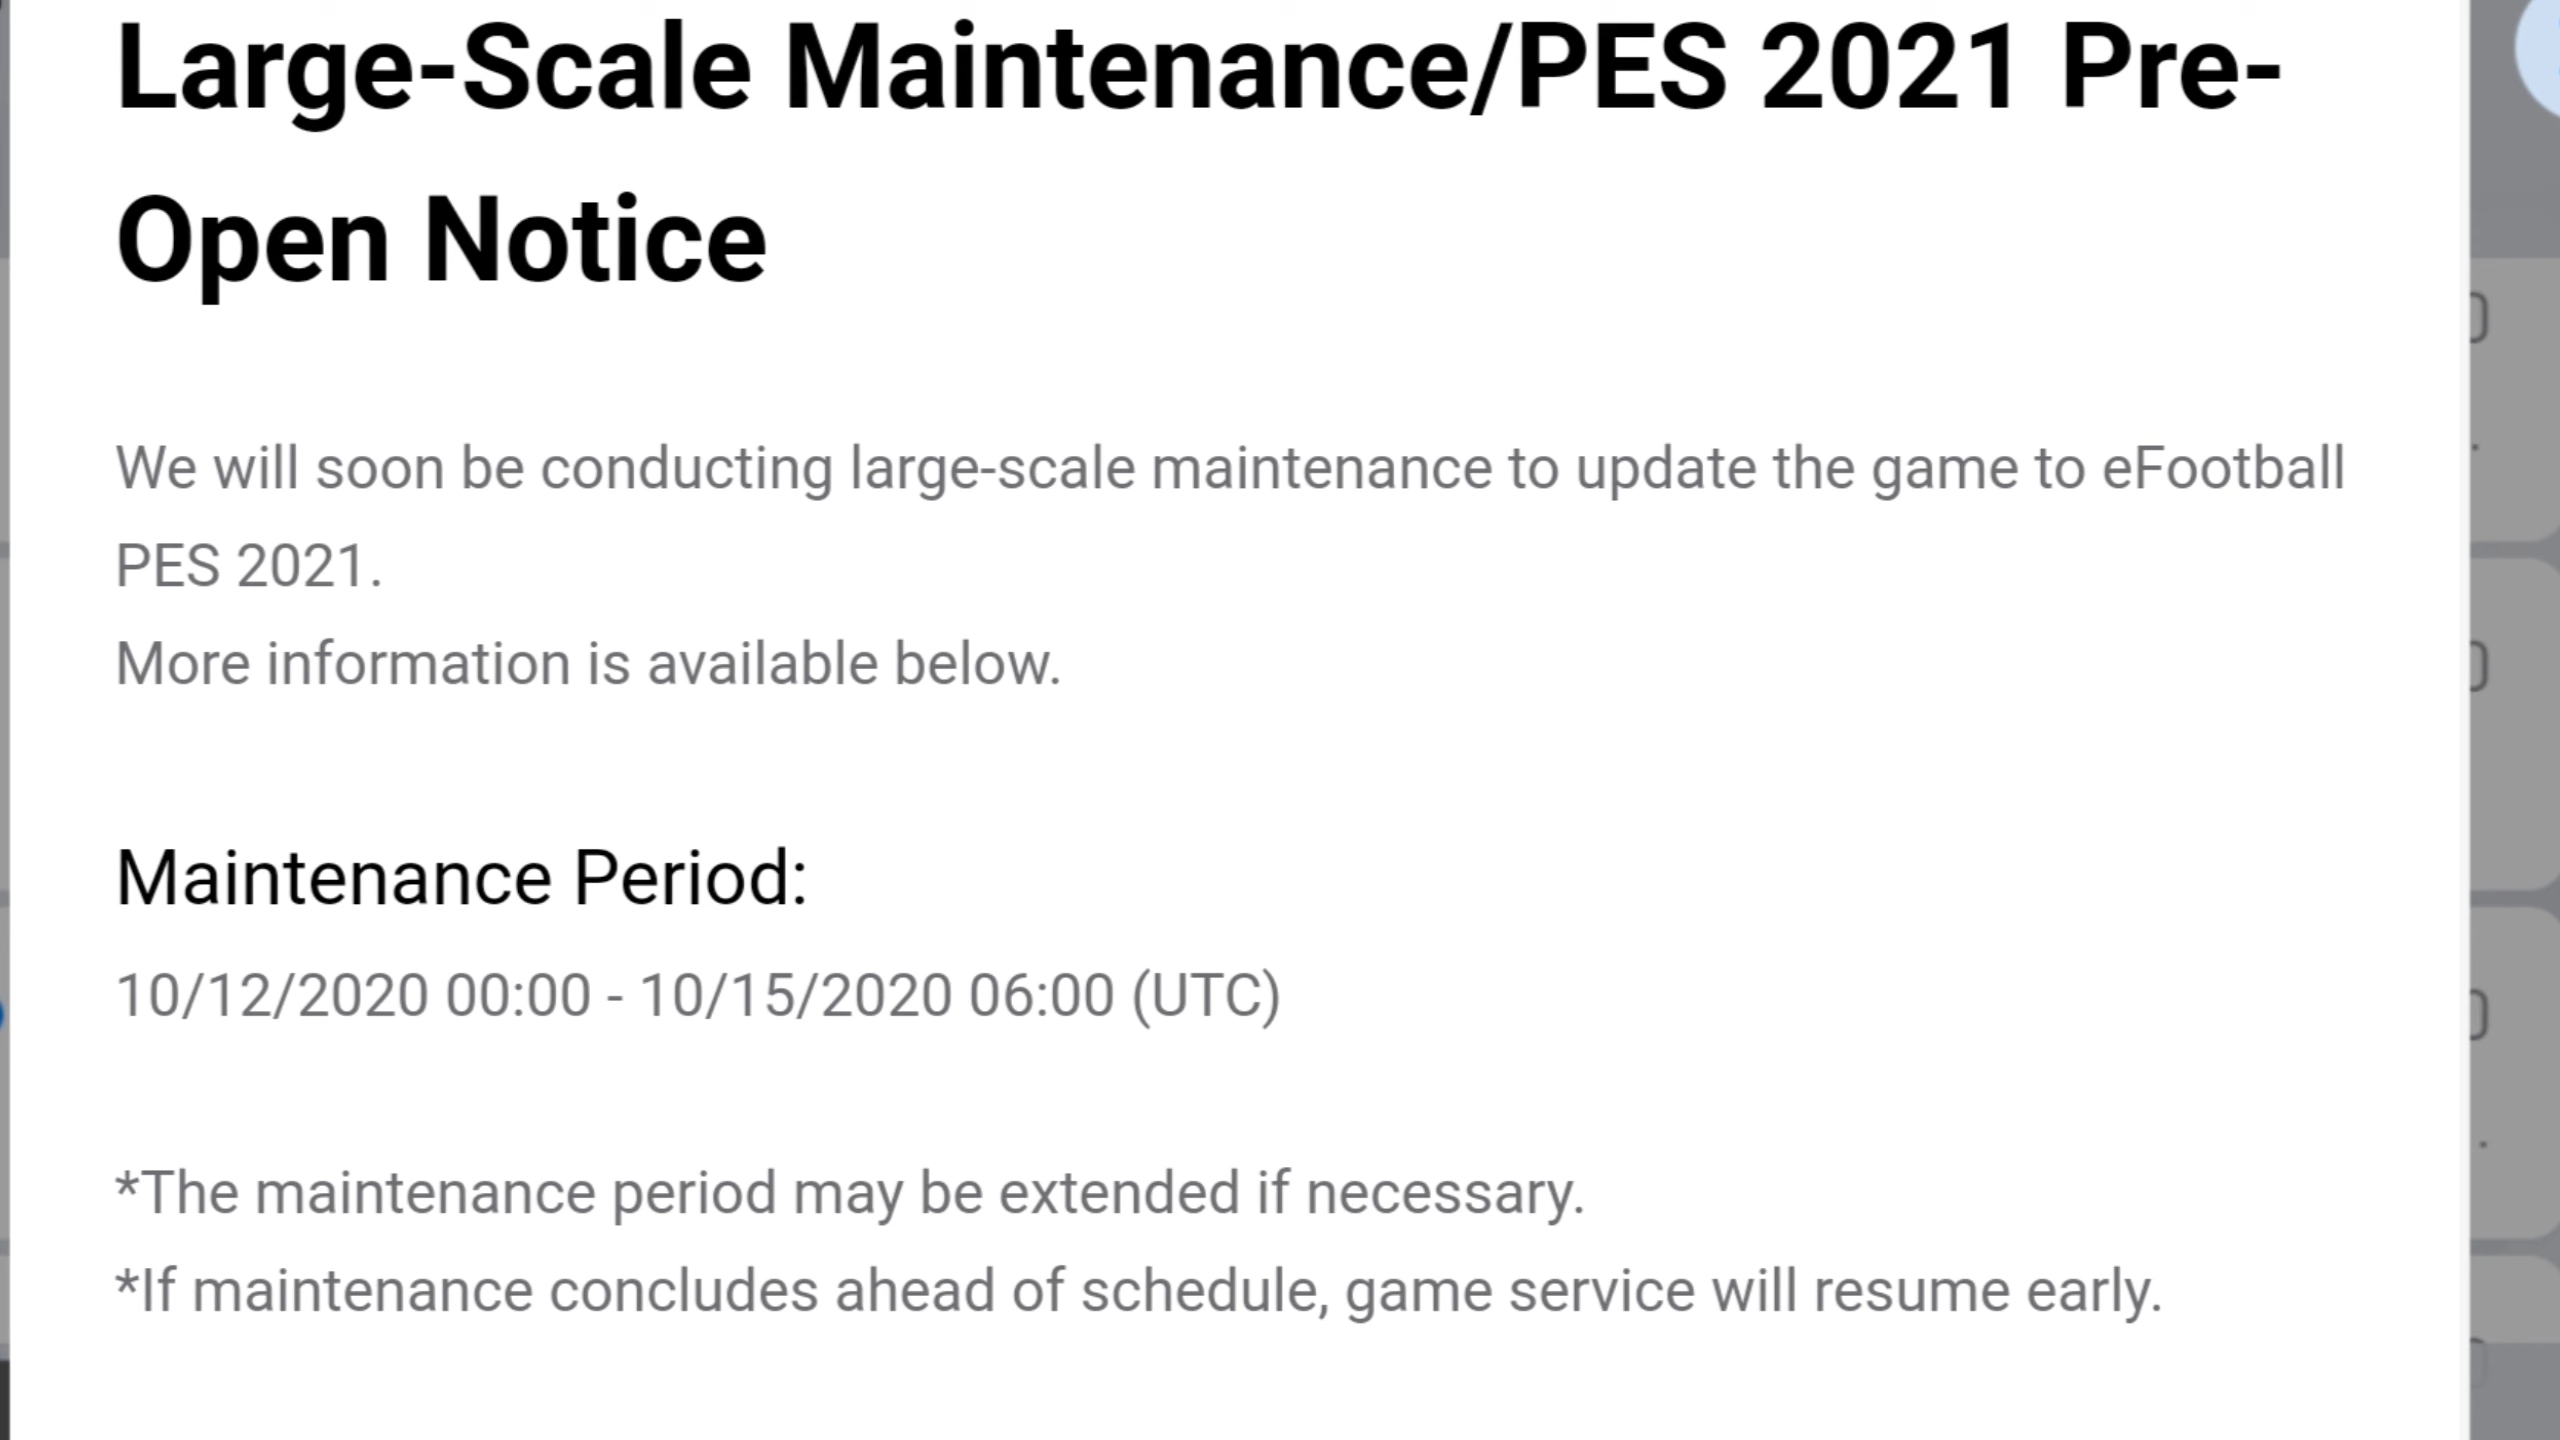 Large-Scale Maintenance/PES 2021 Pre-
Open Notice
We will soon be conducting large-scale maintenance to update the game to eFootball
PES 2021.
More information is available below.
Maintenance Period:
10/12/2020 00:00 - 10/15/2020 06:00 (UTC)
*The maintenance period may be extended if necessary.
*If maintenance concludes ahead of schedule, game service will resume early.